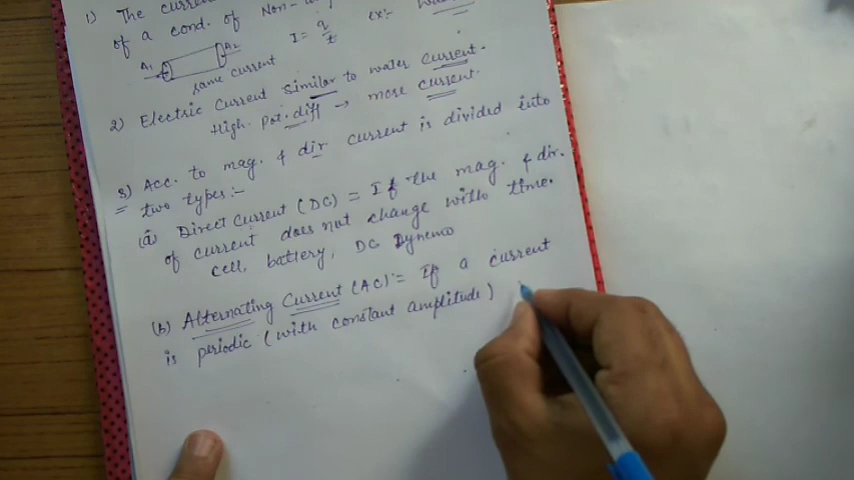 1) The current
of a cond. of Non-
A1 A2 same current I = q/t ex:-
2) Electric Current Similar to water Current.
High. Pot. diff → more current.
3) Acc. to mag. & dir current is divided into
two types:-
(a) Direct Current (DC) = If the mag. & dir.
of current does not change with time.
Cell, battery, DC Dynemo
(b) Alternating Current (AC) = If a current
is periodic (with constant amplitude)